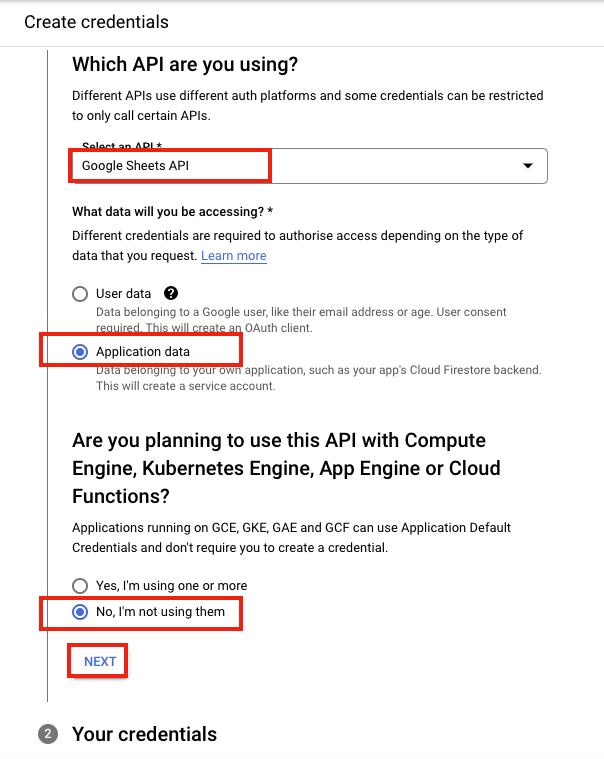 Create credentials
Which API are you using?
Different APIs use different auth platforms and some credentials can be restricted
to only call certain APIs.
Select an API *
Google Sheets API
What data will you be accessing? *
Different credentials are required to authorise access depending on the type of
data that you request. Learn more
User data
Data belonging to a Google user, like their email address or age. User consent
required. This will create an OAuth client.
Application data
Data belonging to your own application, such as your app's Cloud Firestore backend.
This will create a service account.
Are you planning to use this API with Compute
Engine, Kubernetes Engine, App Engine or Cloud
Functions?
Applications running on GCE, GKE, GAE and GCF can use Application Default
Credentials and don't require you to create a credential.
Yes, I'm using one or more
No, I'm not using them
NEXT
2 Your credentials